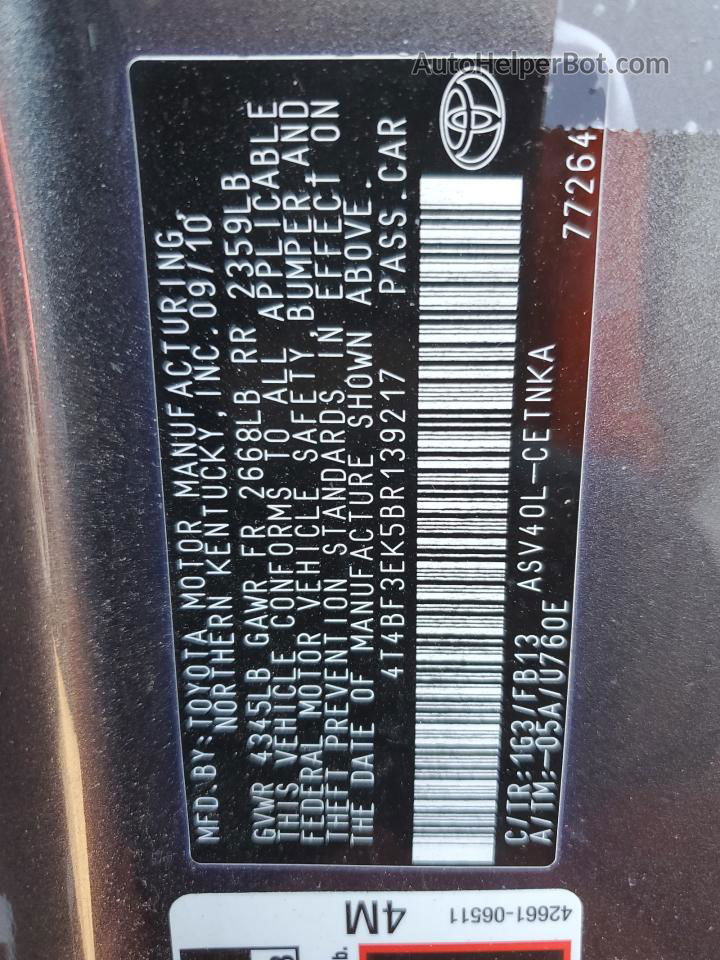 AutoHelperBot.com
MFD.BY:TOYOTA MOTOR MANUFACTURING,
NORTHERN KENTUCKY,INC.09/10
GVWR 4345LB GAWR FR 2668LB RR 2359LB
THIS VEHICLE CONFORMS TO ALL APPLICABLE
FEDERAL MOTOR VEHICLE SAFETY, BUMPER,AND
THEFT PREVENTION STANDARDS IN EFFECT ON
THE DATE OF MANUFACTURE SHOWN ABOVE.
4T4BF3EK5BR139217 PASS.CAR
C/TR:1G3/FB13 ASV40L-CETNKA
A/TM:-05A/U760E 77264
4M
42661-06511